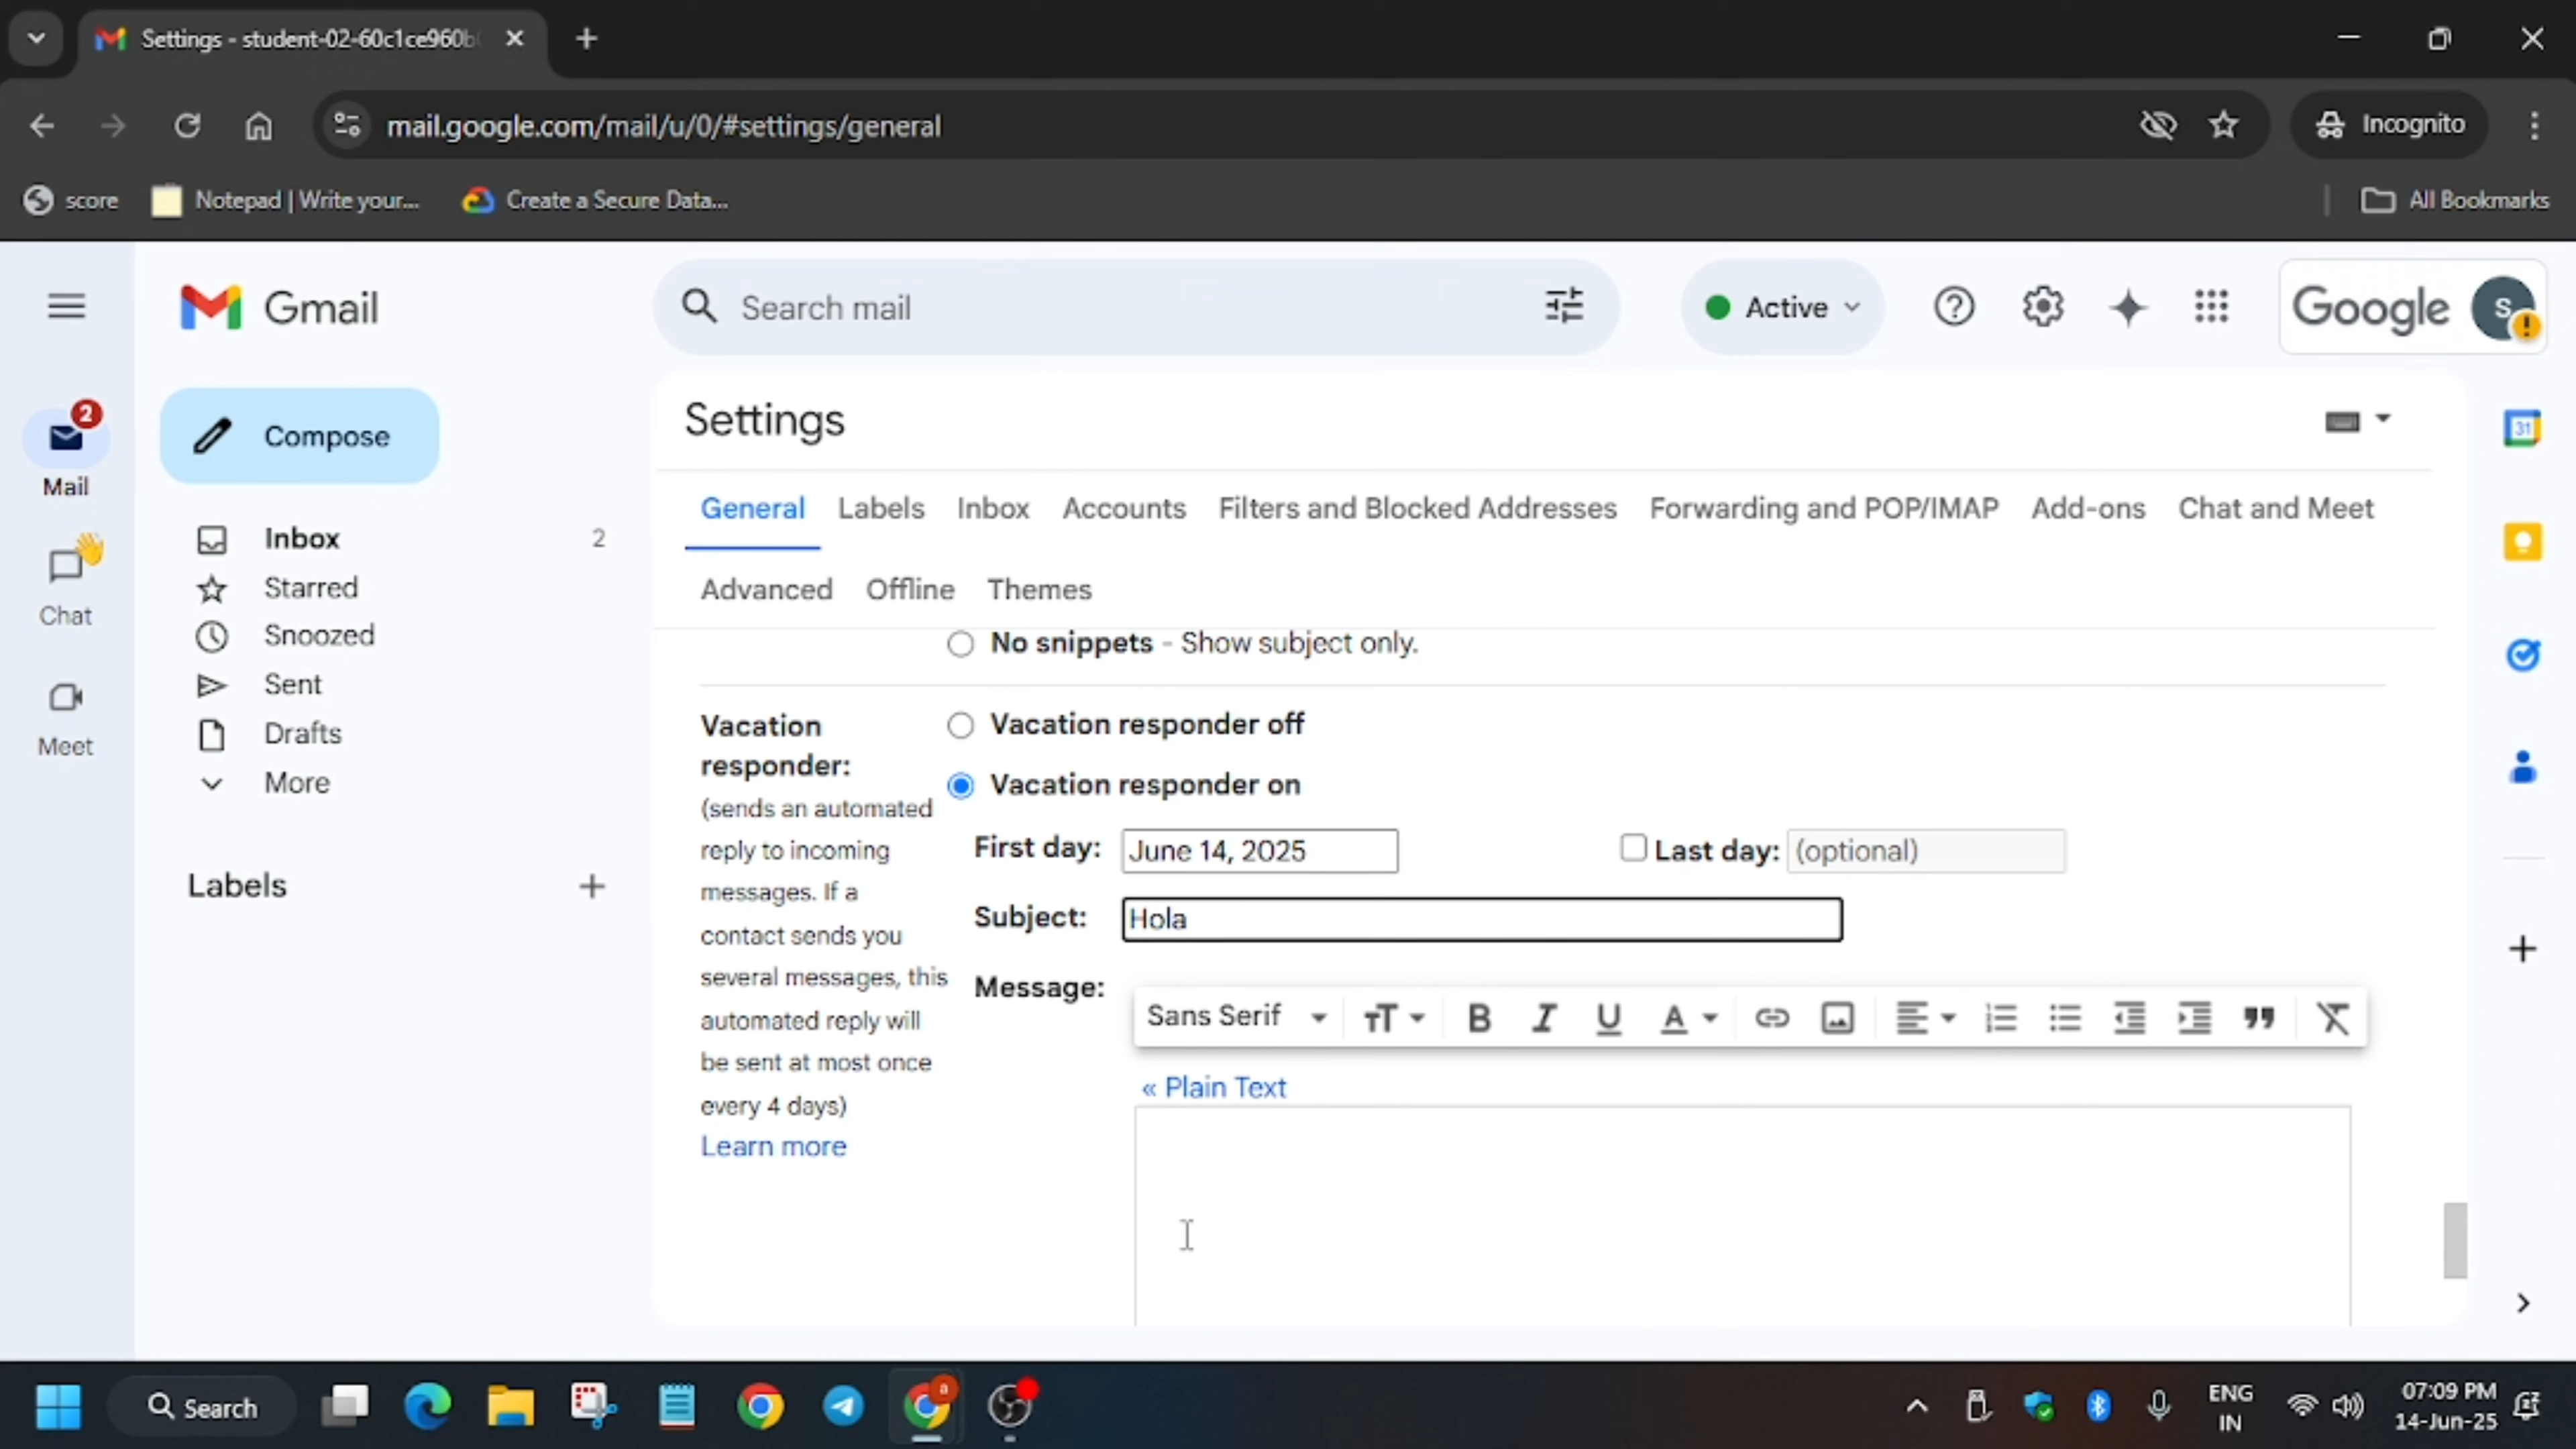 Settings - student-02-60c1ce960b
mail.google.com/mail/u/0/#settings/general
Incognito
score
Notepad | Write your...
Create a Secure Data...
All Bookmarks
Gmail
Search mail
Active
Google
S
Compose
2
Mail
Chat
Meet
Inbox 2
Starred
Snoozed
Sent
Drafts
More
Labels
Settings
General
Labels
Inbox
Accounts
Filters and Blocked Addresses
Forwarding and POP/IMAP
Add-ons
Chat and Meet
Advanced
Offline
Themes
No snippets - Show subject only.
Vacation
responder:
(sends an automated
reply to incoming
messages. If a
contact sends you
several messages, this
automated reply will
be sent at most once
every 4 days)
Learn more
Vacation responder off
Vacation responder on
First day: June 14, 2025
Last day: (optional)
Subject: Hola
Message:
Sans Serif
« Plain Text
31
Search
a
ENG
IN
07:09 PM
14-Jun-25